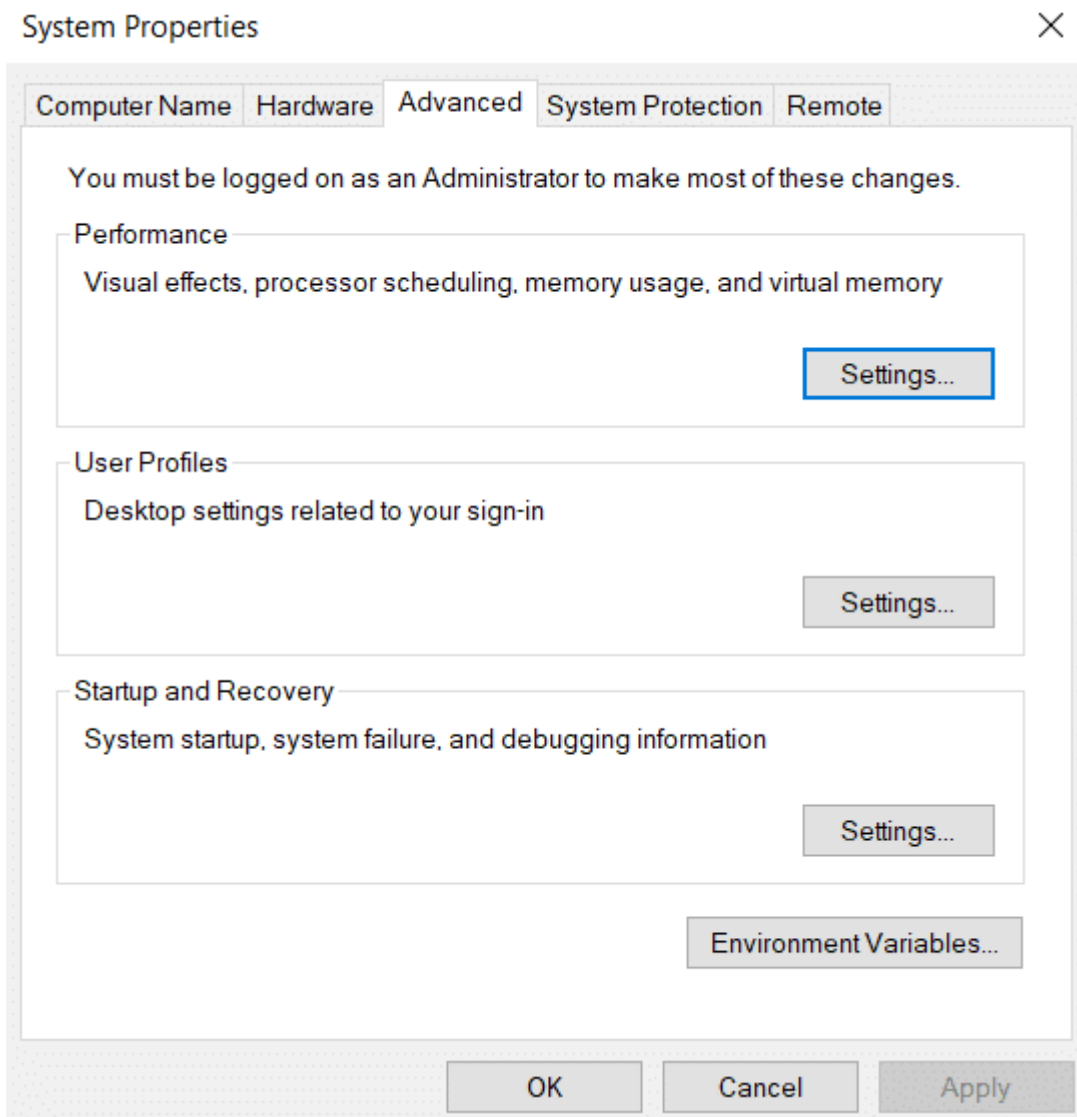 System Properties
Computer Name Hardware Advanced System Protection Remote
You must be logged on as an Administrator to make most of these changes.
Performance
Visual effects, processor scheduling, memory usage, and virtual memory
Settings...
User Profiles
Desktop settings related to your sign-in
Settings...
Startup and Recovery
System startup, system failure, and debugging information
Settings...
Environment Variables...
OK Cancel Apply